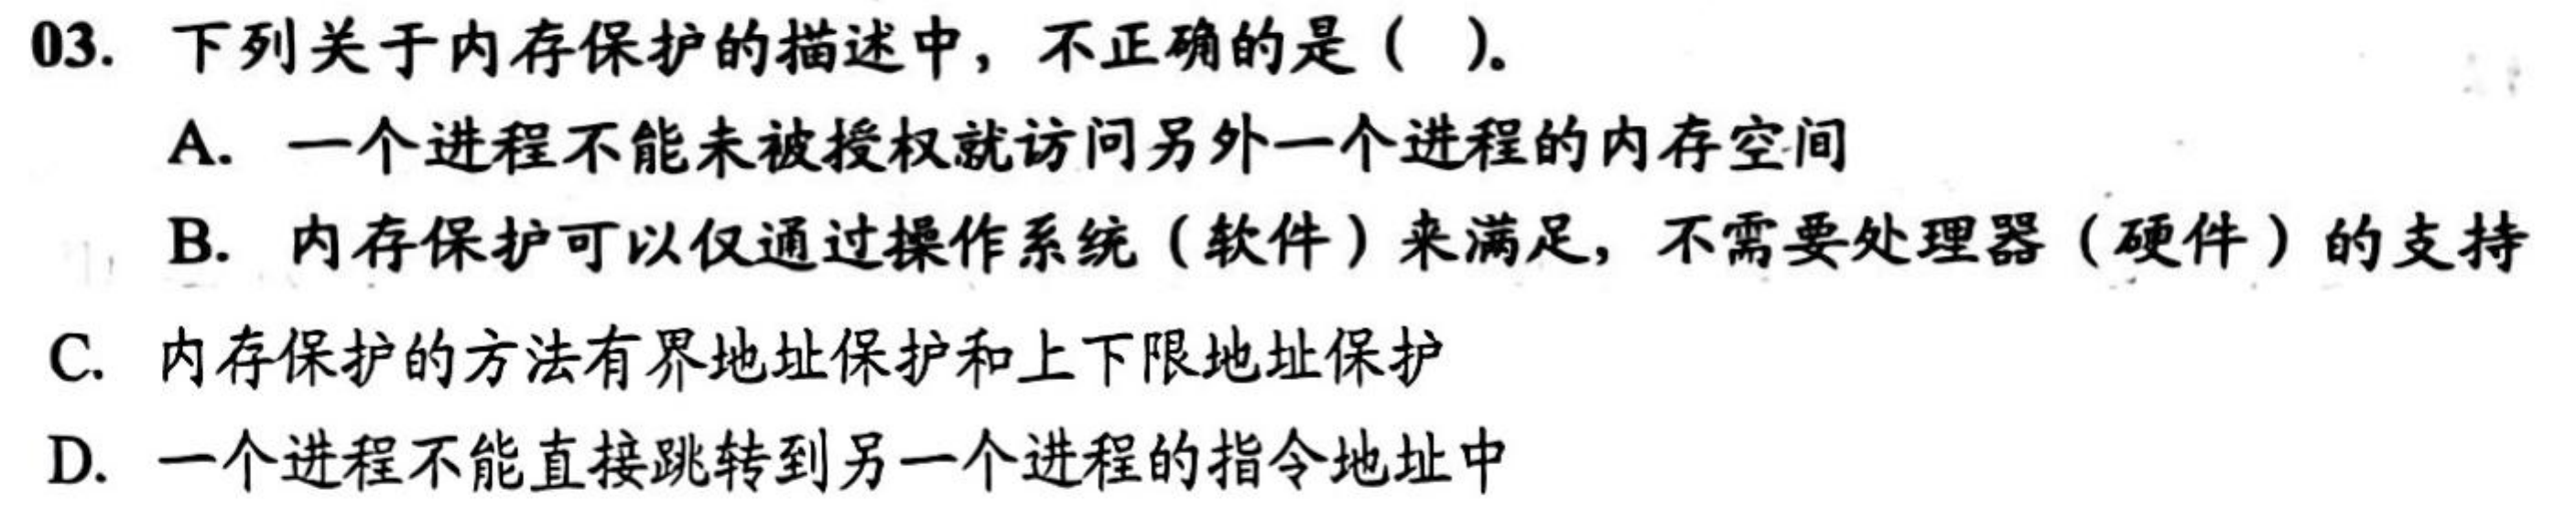 03. 下列关于内存保护的描述中，不正确的是（ ）。
A. 一个进程不能未被授权就访问另外一个进程的内存空间
B. 内存保护可以仅通过操作系统（软件）来满足，不需要处理器（硬件）的支持
C. 内存保护的方法有界地址保护和上下限地址保护
D. 一个进程不能直接跳转到另一个进程的指令地址中